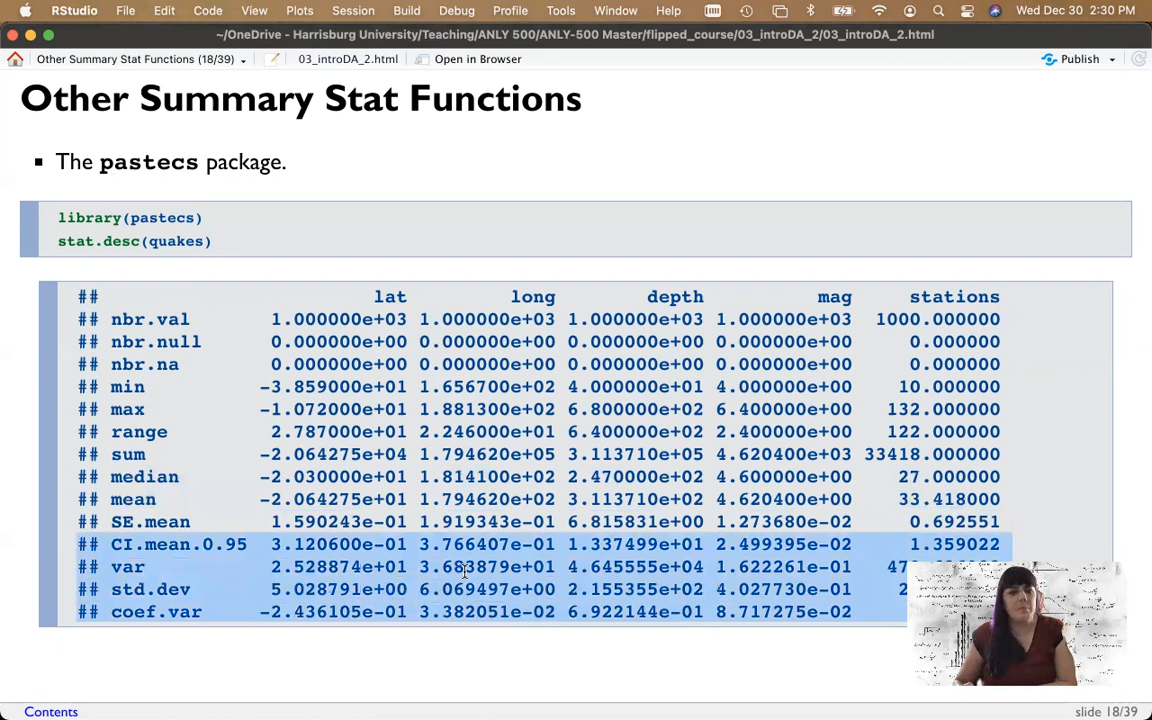 RStudio File Edit Code View Plots Session Build Debug Profile Tools Window Help Wed Dec 30 2:30 PM
~/OneDrive - Harrisburg University/Teaching/ANLY 500/ANLY-500 Master/flipped_course/03_introDA_2/03_introDA_2.html
Other Summary Stat Functions (18/39) 03_introDA_2.html Open in Browser Publish
Other Summary Stat Functions
▪ The pastecs package.
library(pastecs)
stat.desc(quakes)
## lat long depth mag stations
## nbr.val 1.000000e+03 1.000000e+03 1.000000e+03 1.000000e+03 1000.000000
## nbr.null 0.000000e+00 0.000000e+00 0.000000e+00 0.000000e+00 0.000000
## nbr.na 0.000000e+00 0.000000e+00 0.000000e+00 0.000000e+00 0.000000
## min -3.859000e+01 1.656700e+02 4.000000e+01 4.000000e+00 10.000000
## max -1.072000e+01 1.881300e+02 6.800000e+02 6.400000e+00 132.000000
## range 2.787000e+01 2.246000e+01 6.400000e+02 2.400000e+00 122.000000
## sum -2.064275e+04 1.794620e+05 3.113710e+05 4.620400e+03 33418.000000
## median -2.030000e+01 1.814100e+02 2.470000e+02 4.600000e+00 27.000000
## mean -2.064275e+01 1.794620e+02 3.113710e+02 4.620400e+00 33.418000
## SE.mean 1.590243e-01 1.919343e-01 6.815831e+00 1.273680e-02 0.692551
## CI.mean.0.95 3.120600e-01 3.766407e-01 1.337499e+01 2.499395e-02 1.359022
## var 2.528874e+01 3.683879e+01 4.645555e+04 1.622261e-01 47
## std.dev 5.028791e+00 6.069497e+00 2.155355e+02 4.027730e-01 2
## coef.var -2.436105e-01 3.382051e-02 6.922144e-01 8.717275e-02
Contents slide 18/39